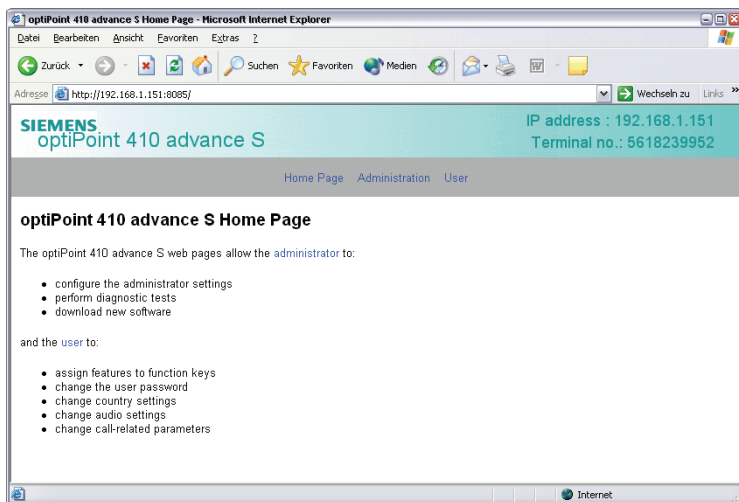 optiPoint 410 advance S Home Page - Microsoft Internet Explorer
Datei Bearbeiten Ansicht Favoriten Extras ?
Zurück Suchen Favoriten Medien
Adresse http://192.168.1.151:8085/ Wechseln zu Links »
SIEMENS
optiPoint 410 advance S
IP address : 192.168.1.151
Terminal no.: 5618239952
Home Page Administration User
optiPoint 410 advance S Home Page
The optiPoint 410 advance S web pages allow the administrator to:
• configure the administrator settings
• perform diagnostic tests
• download new software
and the user to:
• assign features to function keys
• change the user password
• change country settings
• change audio settings
• change call-related parameters
Internet